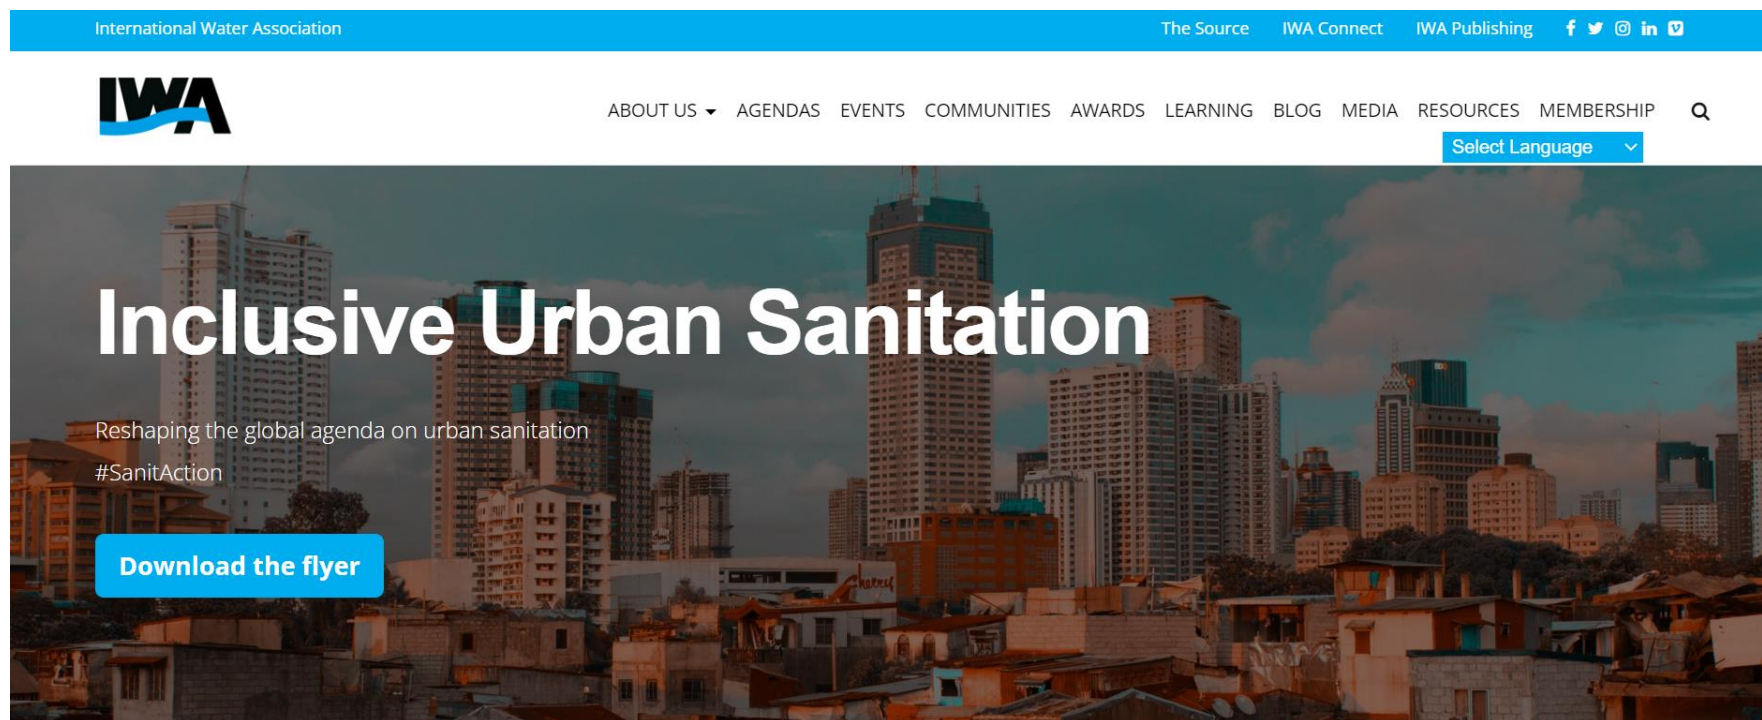 International Water Association
The Source IWA Connect IWA Publishing
IWA
ABOUT US AGENDAS EVENTS COMMUNITIES AWARDS LEARNING BLOG MEDIA RESOURCES MEMBERSHIP
Select Language
Inclusive Urban Sanitation
Reshaping the global agenda on urban sanitation
#SanitAction
Download the flyer